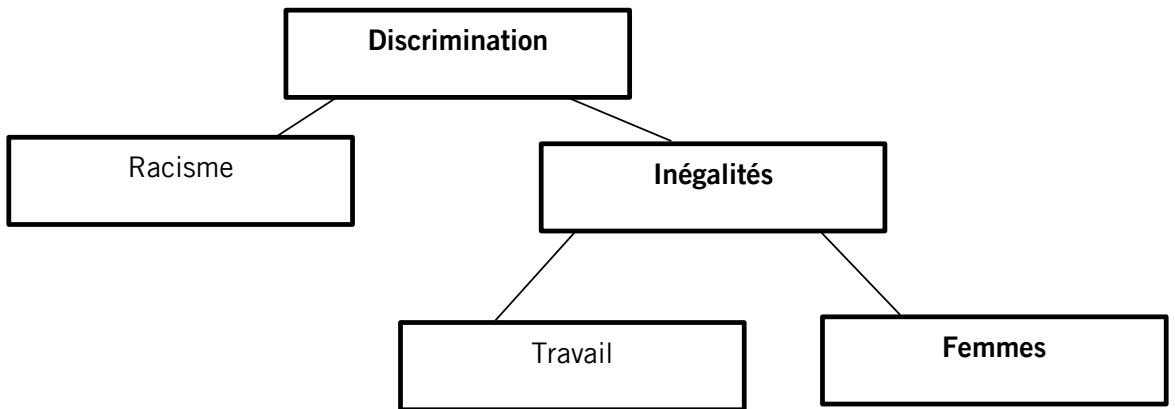 Discrimination
Racisme
Inégalités
Travail
Femmes